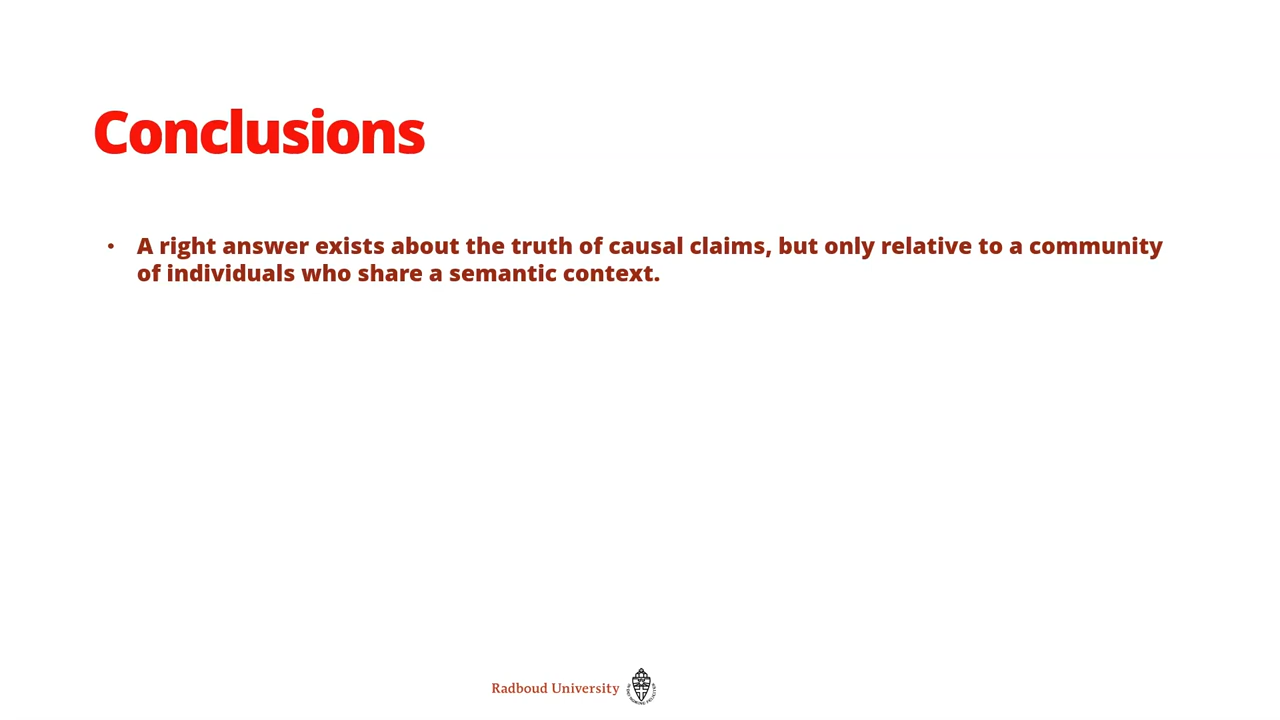 Conclusions
• A right answer exists about the truth of causal claims, but only relative to a community
of individuals who share a semantic context.
Radboud University